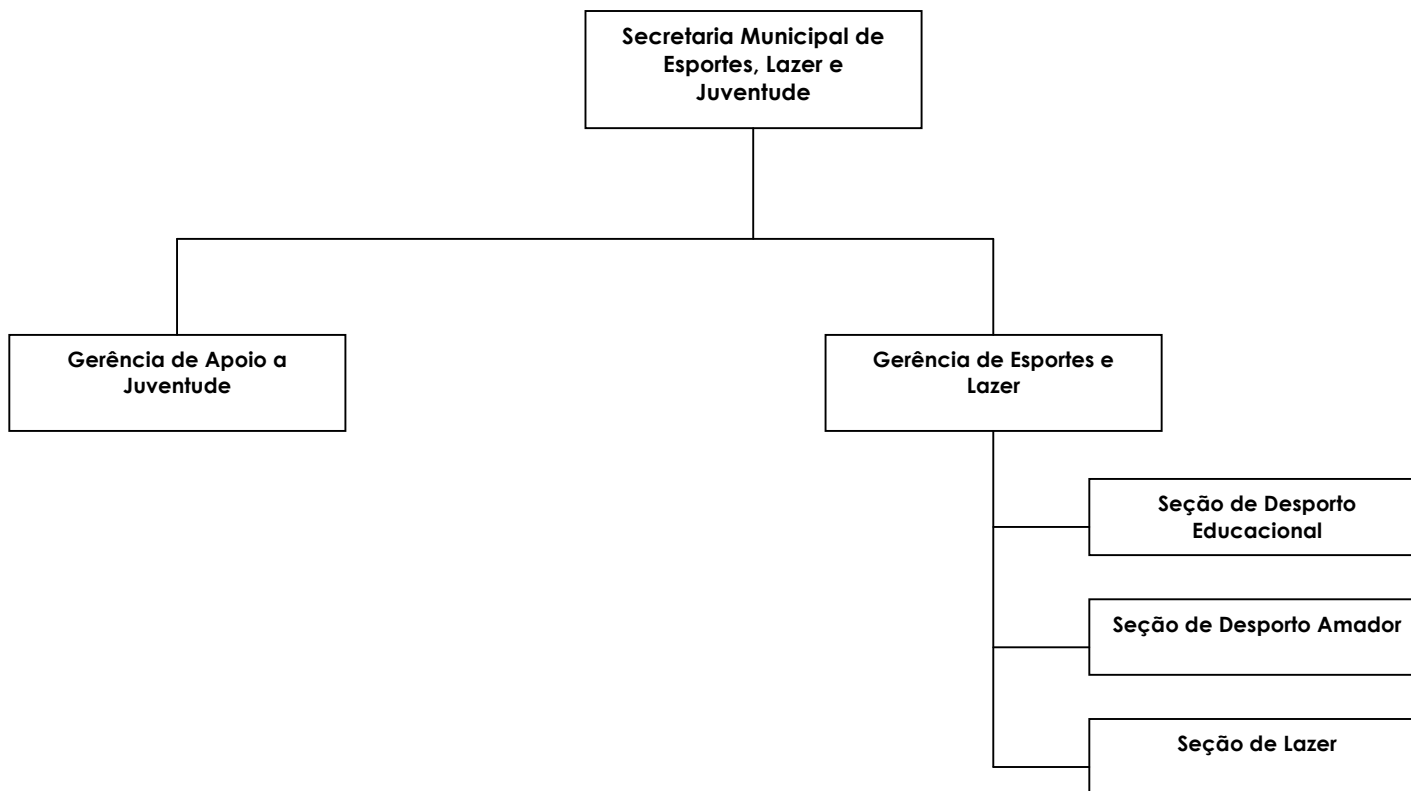 Secretaria Municipal de
Esportes, Lazer e
Juventude
Gerência de Apoio a
Juventude
Gerência de Esportes e
Lazer
Seção de Desporto
Educacional
Seção de Desporto Amador
Seção de Lazer